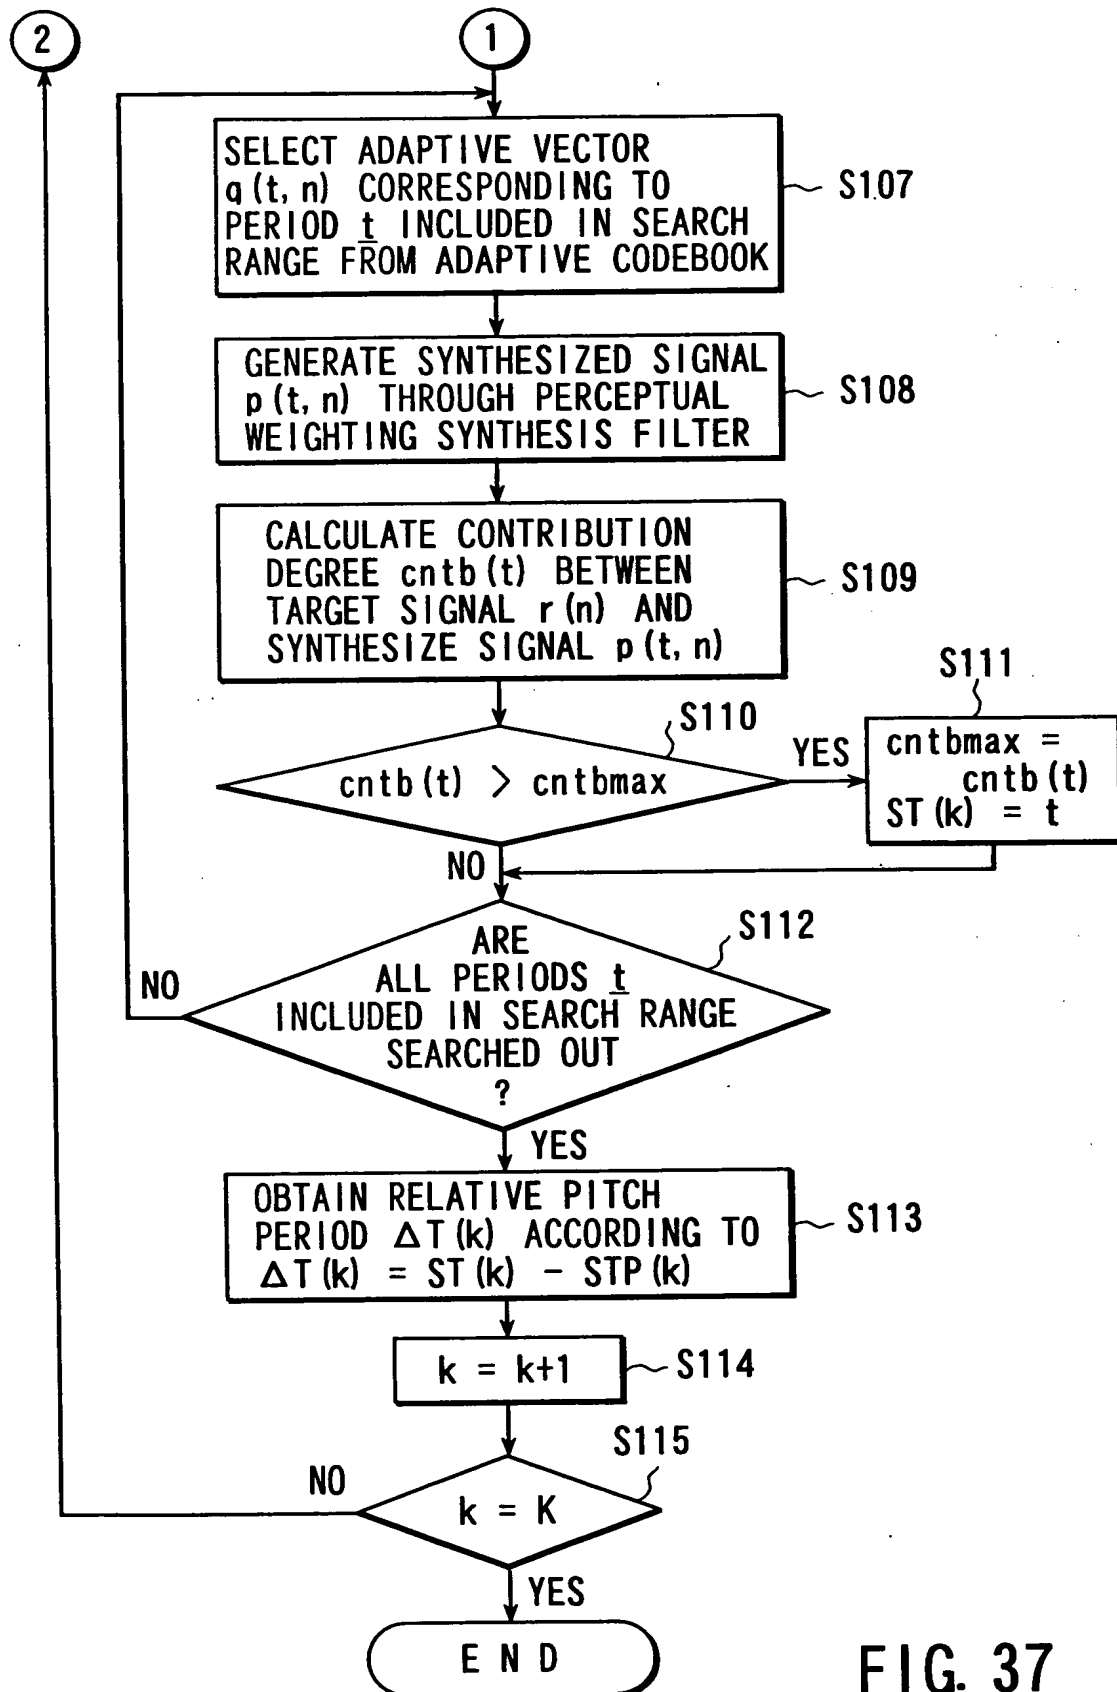 2
1
SELECT ADAPTIVE VECTOR
q(t,n) CORRESPONDING TO
PERIOD t INCLUDED IN SEARCH
RANGE FROM ADAPTIVE CODEBOOK
S107
GENERATE SYNTHESIZED SIGNAL
p(t,n) THROUGH PERCEPTUAL
WEIGHTING SYNTHESIS FILTER
S108
CALCULATE CONTRIBUTION
DEGREE cntb(t) BETWEEN
TARGET SIGNAL r(n) AND
SYNTHESIZE SIGNAL p(t,n)
S109
S110
cntb(t) > cntbmax
YES
S111
cntbmax =
cntb(t)
ST(k) = t
NO
S112
ARE
ALL PERIODS t
INCLUDED IN SEARCH RANGE
SEARCHED OUT
?
NO
YES
OBTAIN RELATIVE PITCH
PERIOD ΔT(k) ACCORDING TO
ΔT(k) = ST(k) - STP(k)
S113
k = k+1
S114
S115
k = K
NO
YES
END
FIG. 37